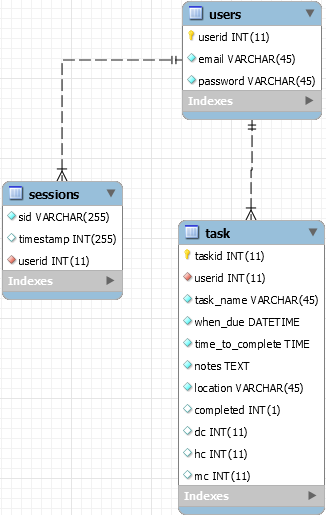 users
userid INT(11)
email VARCHAR(45)
password VARCHAR(45)
Indexes
sessions
sid VARCHAR(255)
timestamp INT(255)
userid INT(11)
Indexes
task
taskid INT(11)
userid INT(11)
task_name VARCHAR(45)
when_due DATETIME
time_to_complete TIME
notes TEXT
location VARCHAR(45)
completed INT(1)
dc INT(11)
hc INT(11)
mc INT(11)
Indexes